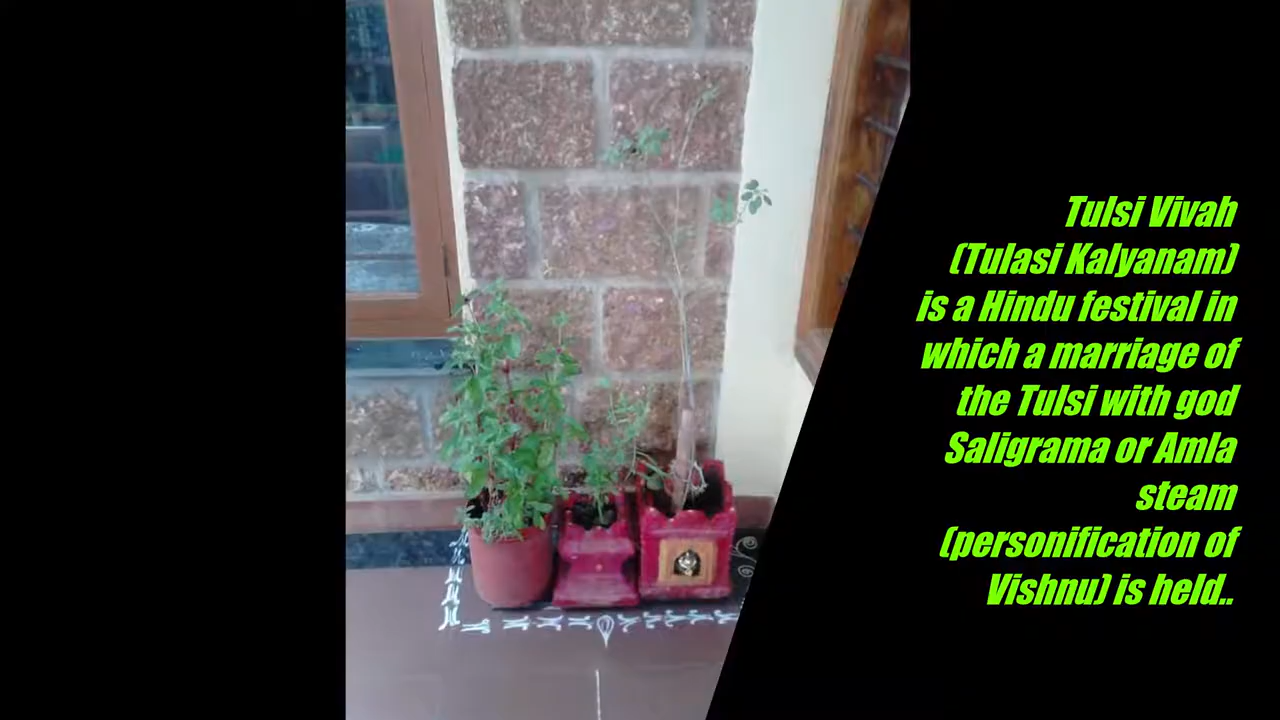 Tulsi Vivah
(Tulasi Kalyanam)
is a Hindu festival in
which a marriage of
the Tulsi with god
Saligrama or Amla
steam
(personification of
Vishnu) is held..